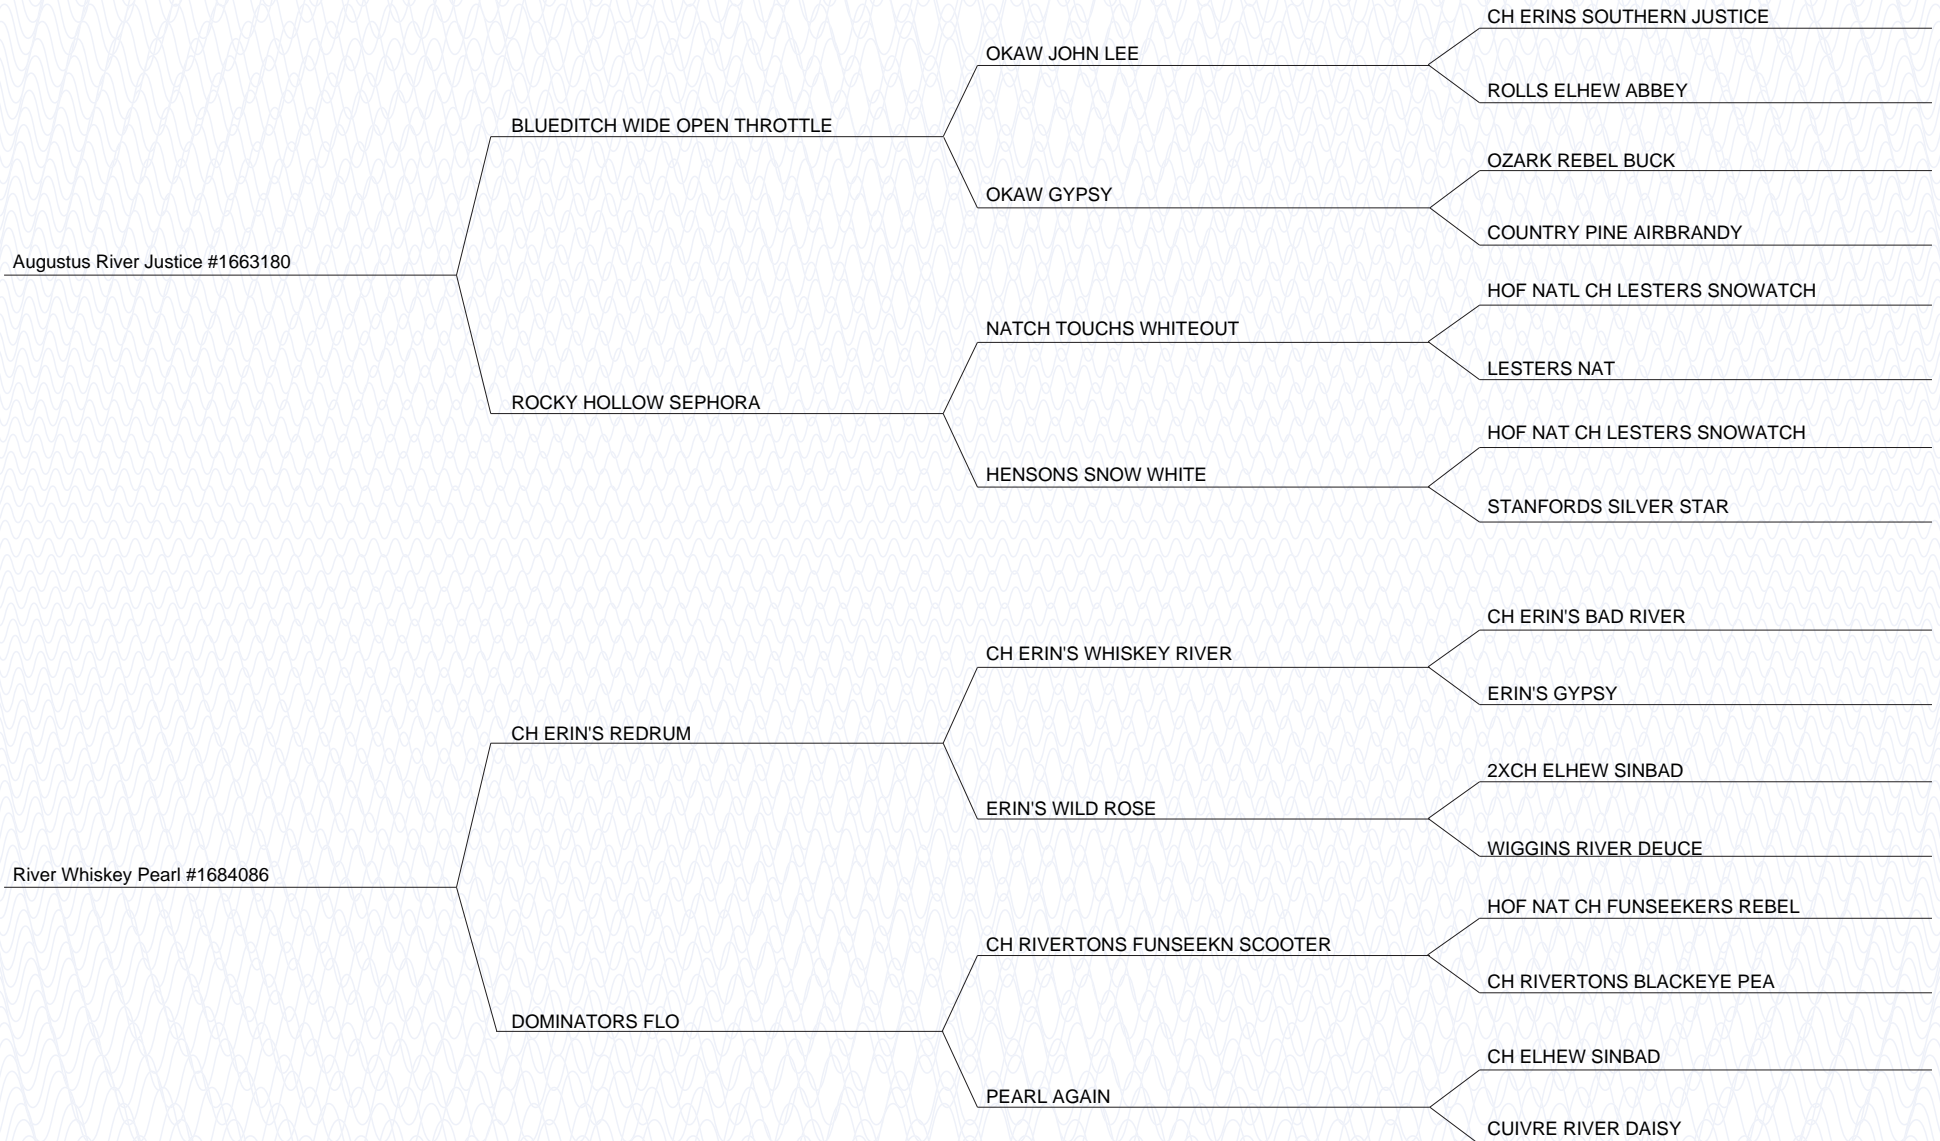 CH ERINS SOUTHERN JUSTICE
OKAW JOHN LEE
ROLLS ELHEW ABBEY
BLUEDITCH WIDE OPEN THROTTLE
OZARK REBEL BUCK
OKAW GYPSY
COUNTRY PINE AIRBRANDY
Augustus River Justice #1663180
HOF NATL CH LESTERS SNOWATCH
NATCH TOUCHS WHITEOUT
LESTERS NAT
ROCKY HOLLOW SEPHORA
HOF NAT CH LESTERS SNOWATCH
HENSONS SNOW WHITE
STANFORDS SILVER STAR
CH ERIN'S BAD RIVER
CH ERIN'S WHISKEY RIVER
ERIN'S GYPSY
CH ERIN'S REDRUM
2XCH ELHEW SINBAD
ERIN'S WILD ROSE
WIGGINS RIVER DEUCE
River Whiskey Pearl #1684086
HOF NAT CH FUNSEEKERS REBEL
CH RIVERTONS FUNSEEKN SCOOTER
CH RIVERTONS BLACKEYE PEA
DOMINATORS FLO
CH ELHEW SINBAD
PEARL AGAIN
CUIVRE RIVER DAISY